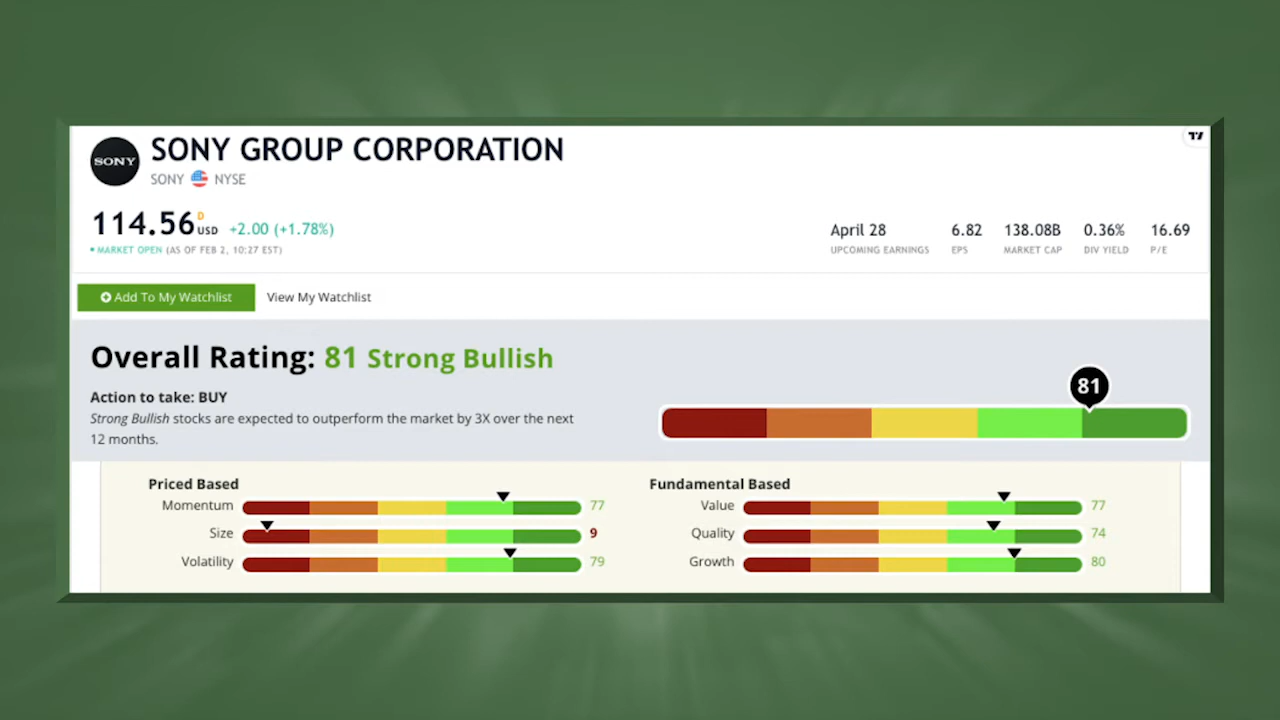 SONY
SONY GROUP CORPORATION
SONY NYSE
114.56 D USD +2.00 (+1.78%)
MARKET OPEN (AS OF FEB 2, 10:27 EST)
April 28 6.82 138.08B 0.36% 16.69
UPCOMING EARNINGS EPS MARKET CAP DIV YIELD P/E
Add To My Watchlist View My Watchlist
Overall Rating: 81 Strong Bullish
Action to take: BUY
Strong Bullish stocks are expected to outperform the market by 3X over the next
12 months.
81
Priced Based
Momentum 77
Size 9
Volatility 79
Fundamental Based
Value 77
Quality 74
Growth 80